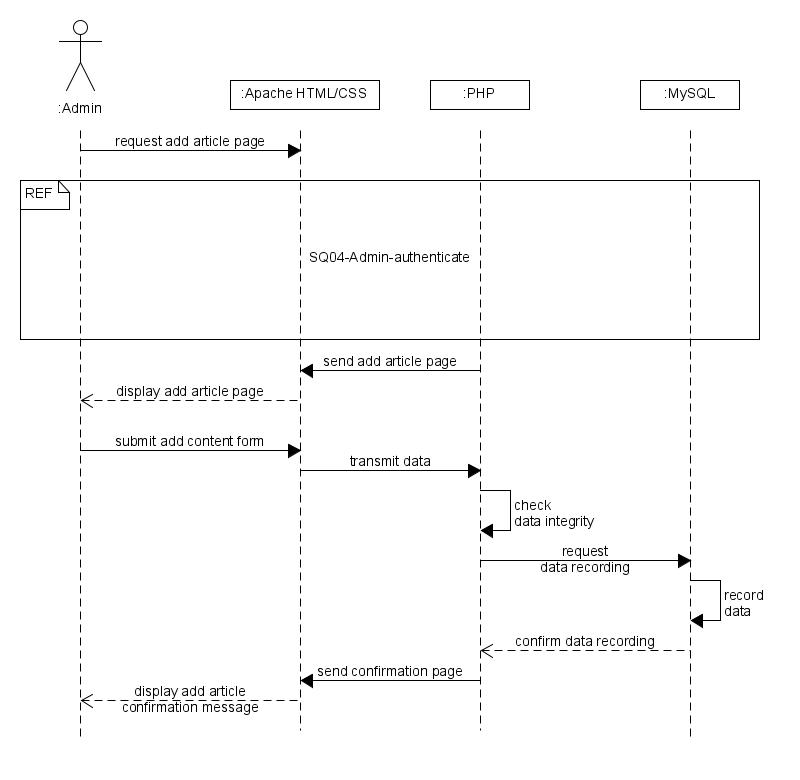 :Admin
:Apache HTML/CSS
:PHP
:MySQL
request add article page
REF
SQ04-Admin-authenticate
send add article page
display add article page
submit add content form
transmit data
check
data integrity
request
data recording
record
data
confirm data recording
send confirmation page
display add article
confirmation message